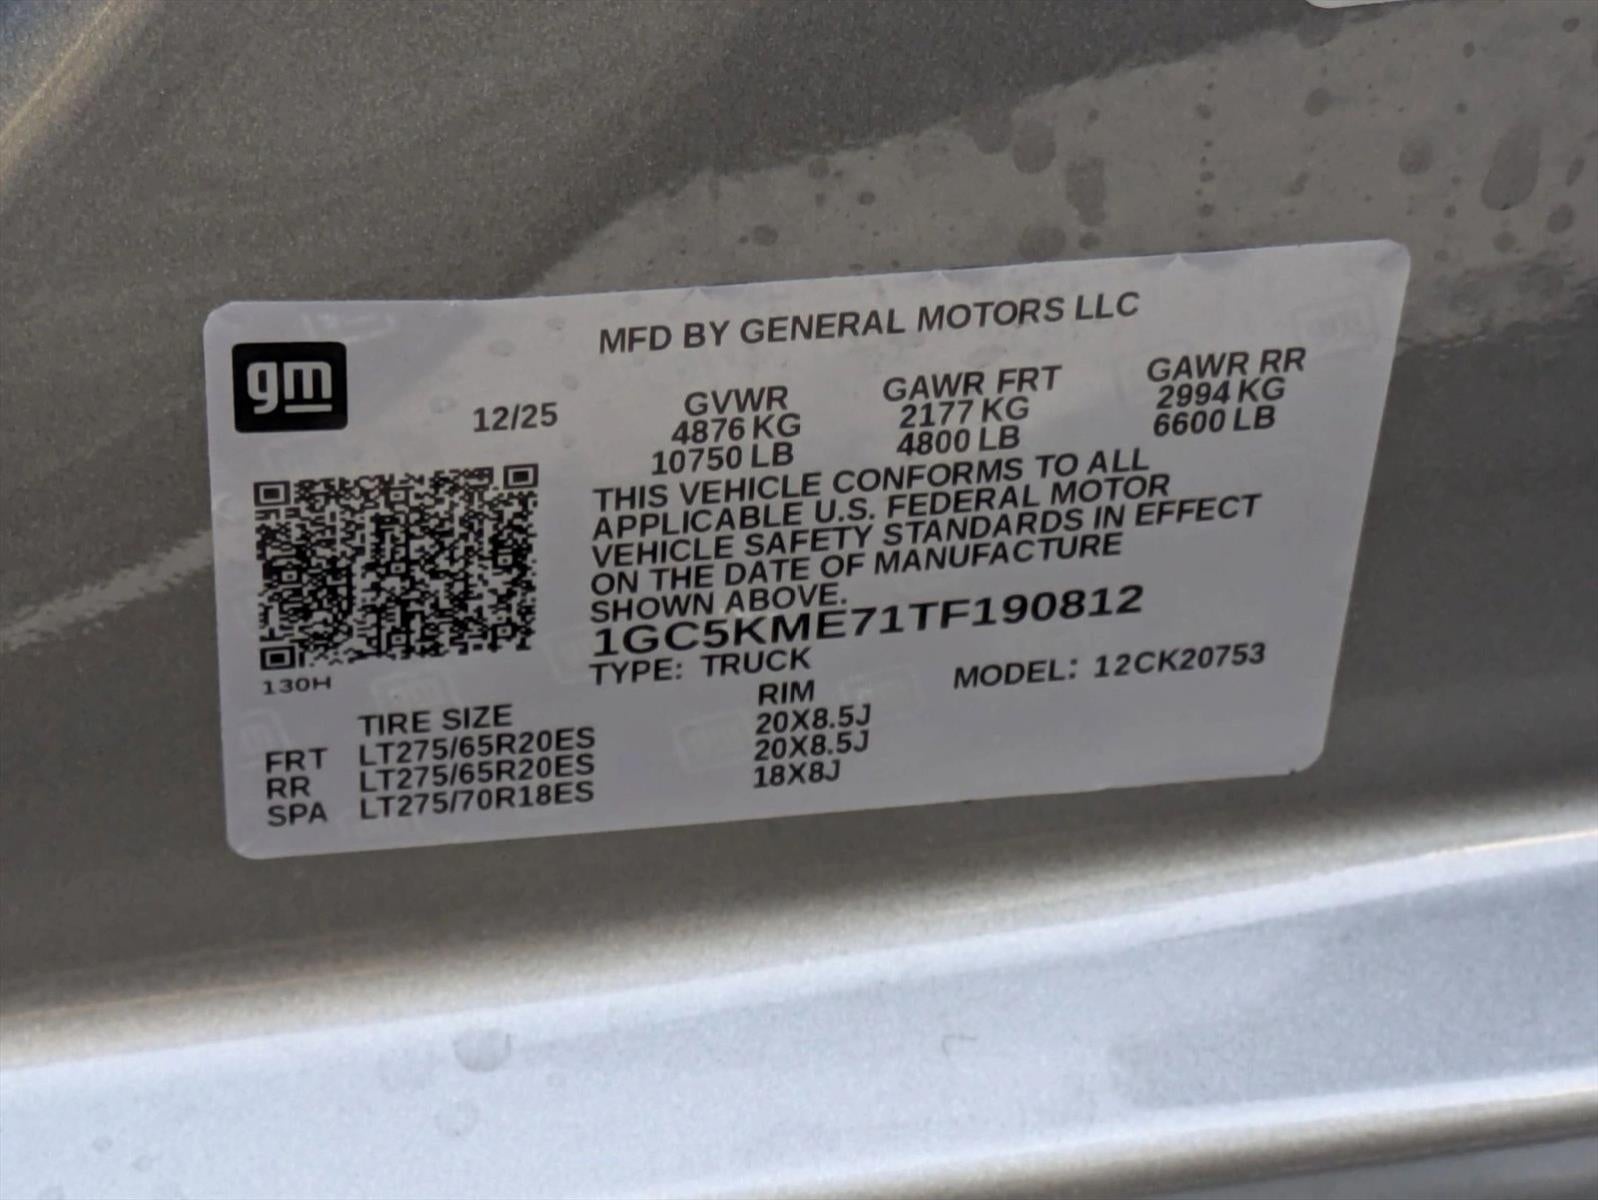 MFD BY GENERAL MOTORS LLC
gm
12/25
GVWR
4876 KG
10750 LB
GAWR FRT
2177 KG
4800 LB
GAWR RR
2994 KG
6600 LB
THIS VEHICLE CONFORMS TO ALL
APPLICABLE U.S. FEDERAL MOTOR
VEHICLE SAFETY STANDARDS IN EFFECT
ON THE DATE OF MANUFACTURE
SHOWN ABOVE.
1GC5KME71TF190812
TYPE: TRUCK
MODEL: 12CK20753
130H
TIRE SIZE RIM
FRT LT275/65R20ES 20X8.5J
RR LT275/65R20ES 20X8.5J
SPA LT275/70R18ES 18X8J